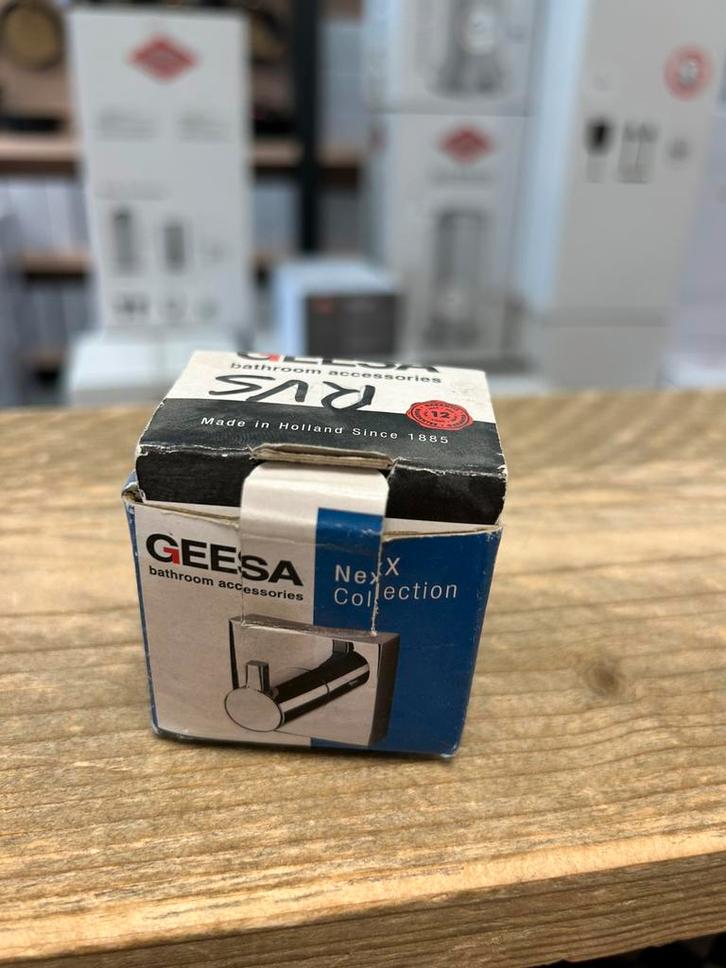 GEESA
bathroom accessories
RVS
12
Made in Holland Since 1885
GEESA
bathroom accessories
NexX
Collection